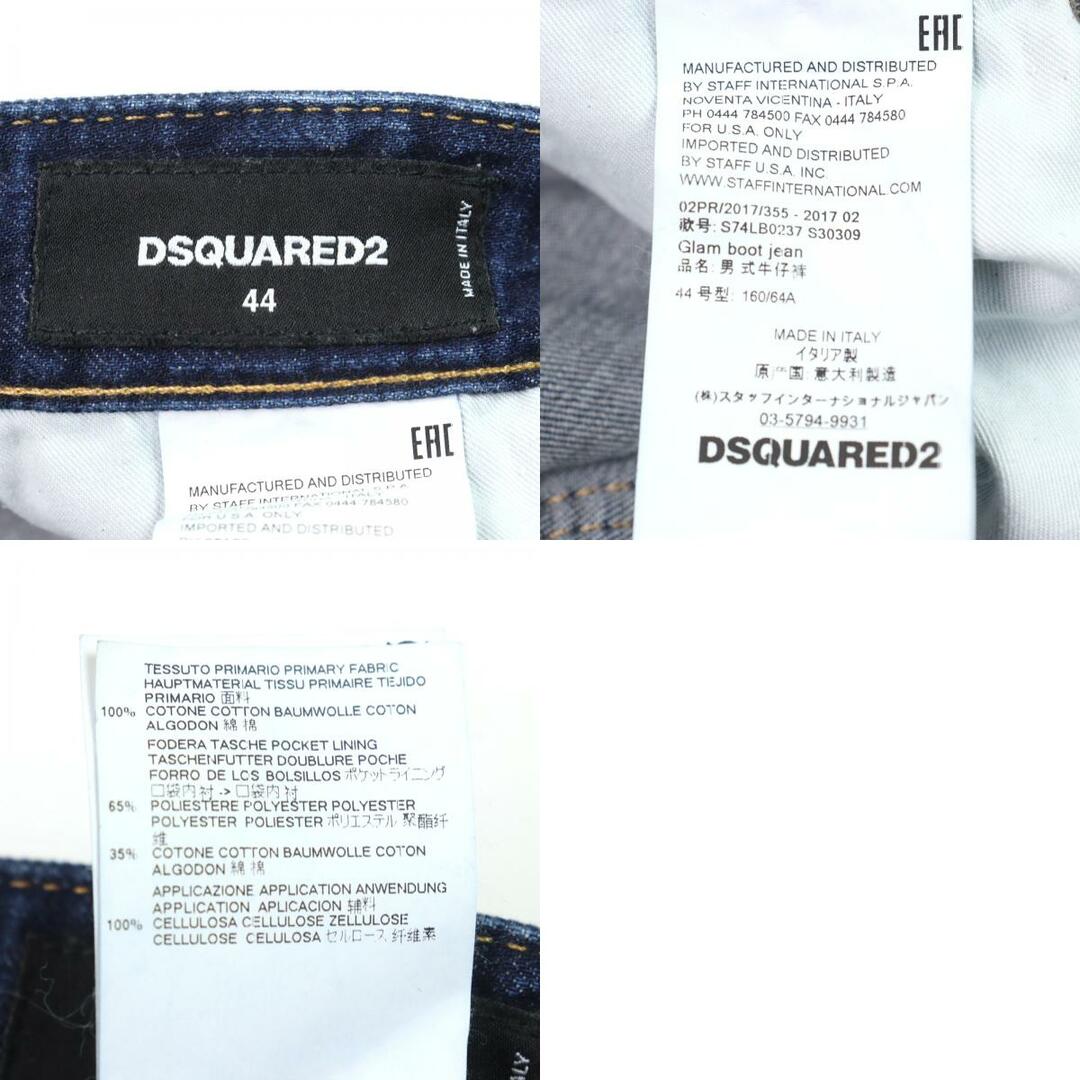 DSQUARED2
44
MADE IN ITALY
EAC
MANUFACTURED AND DISTRIBUTED
BY STAFF INTERNATIONAL S.P.A.
FAX 0444 784580
FOR U.S.A. ONLY
IMPORTED AND DISTRIBUTED
EAC
MANUFACTURED AND DISTRIBUTED
BY STAFF INTERNATIONAL S.P.A.
NOVENTA VICENTINA - ITALY
PH 0444 784500 FAX 0444 784580
FOR U.S.A. ONLY
IMPORTED AND DISTRIBUTED
BY STAFF U.S.A. INC.
WWW.STAFFINTERNATIONAL.COM
02PR/2017/355 - 2017 02
款号: S74LB0237 S30309
Glam boot jean
品名: 男式牛仔裤
44 号型: 160/64A
MADE IN ITALY
イタリア製
原产国: 意大利製造
(株)スタッフインターナショナルジャパン
03-5794-9931
DSQUARED2
TESSUTO PRIMARIO PRIMARY FABRIC
HAUPTMATERIAL TISSU PRIMAIRE TEJIDO
PRIMARIO 面料
100% COTONE COTTON BAUMWOLLE COTON
ALGODON 綿 棉
FODERA TASCHE POCKET LINING
TASCHENFUTTER DOUBLURE POCHE
FORRO DE LOS BOLSILLOS ポケットライニング
口袋内衬 -> 口袋内衬
65% POLIESTERE POLYESTER POLYESTER
POLYESTER POLIESTER ポリエステル 聚酯纤
维
35% COTONE COTTON BAUMWOLLE COTON
ALGODON 綿 棉
APPLICAZIONE APPLICATION ANWENDUNG
APPLICATION APLICACION 辅料
100% CELLULOSA CELLULOSE ZELLULOSE
CELLULOSE CELULOSA セルロース 纤维素